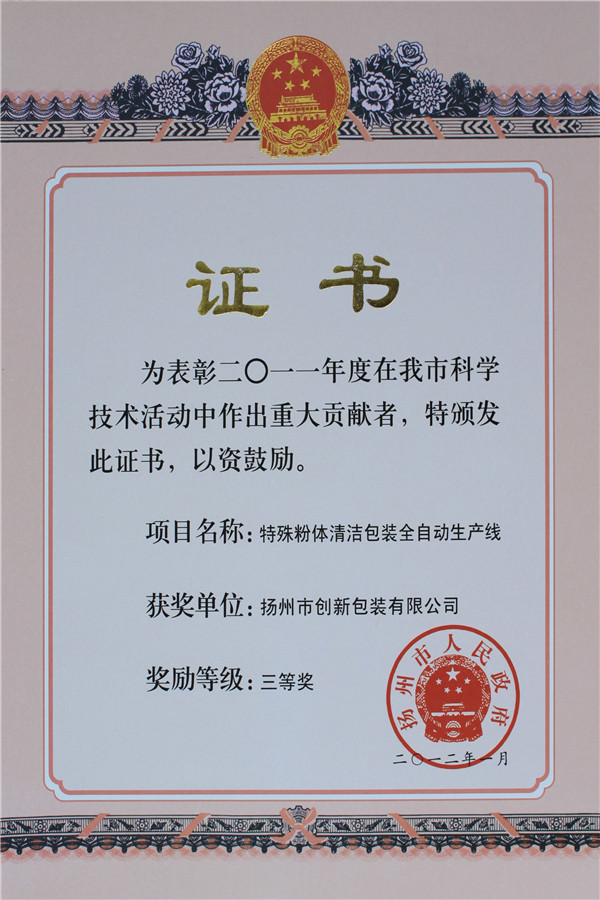 证书
为表彰二〇一一年度在我市科学
技术活动中作出重大贡献者，特颁发
此证书，以资鼓励。
项目名称：特殊粉体清洁包装全自动生产线
获奖单位：扬州市创新包装有限公司
奖励等级：三等奖
扬州市人民政府
二〇一二年一月